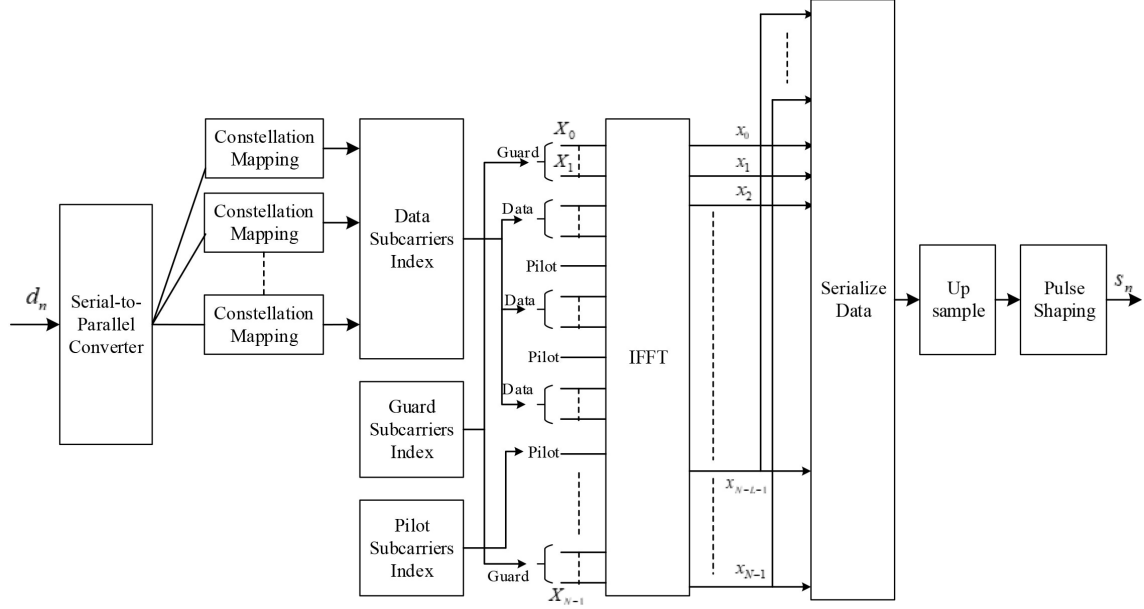 d_n
Serial-to-
Parallel
Converter
Constellation
Mapping
Constellation
Mapping
Constellation
Mapping
Data
Subcarriers
Index
Guard
Subcarriers
Index
Pilot
Subcarriers
Index
X_0
Guard
X_1
Data
Pilot
Data
Pilot
Data
Pilot
Guard
X_{N-1}
IFFT
x_0
x_1
x_2
x_{N-L-1}
x_{N-1}
Serialize
Data
Up
sample
Pulse
Shaping
s_n